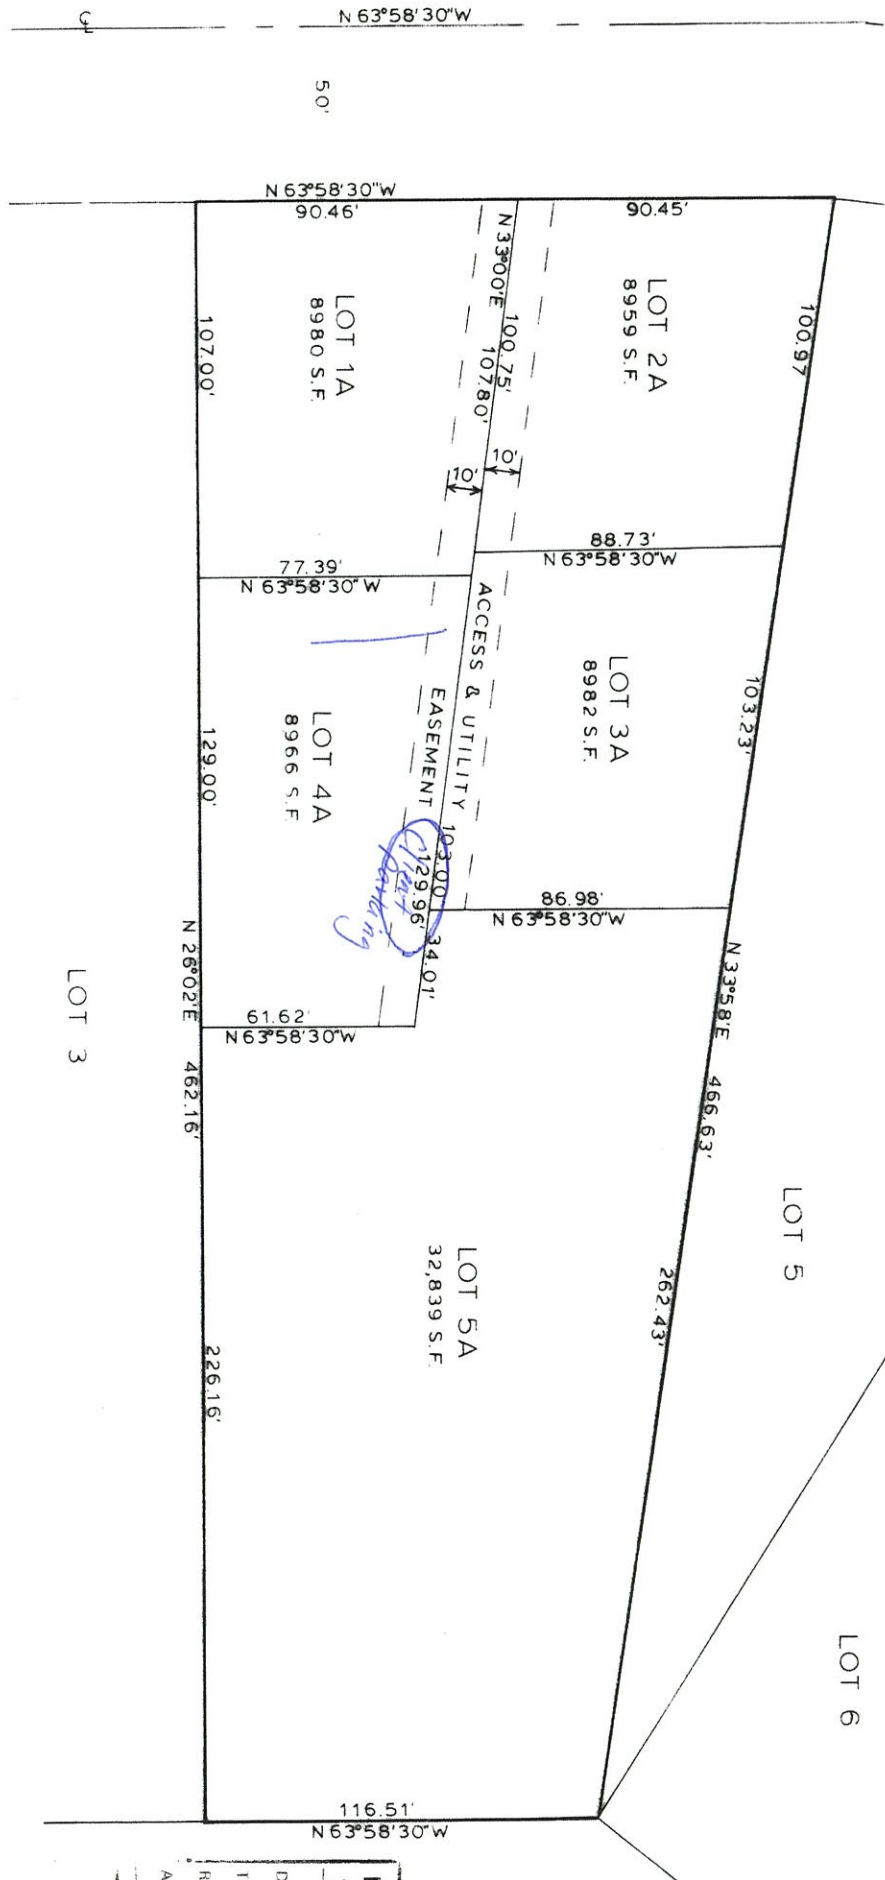 N 63°58'30"W
℄
50'
N 63°58'30"W
90.46'
90.45'
N 33°00'E
100.75'
107.80'
LOT 2A
8959 S.F.
100.97
LOT 1A
8980 S.F.
107.00'
10'
10'
88.73'
N 63°58'30"W
77.39'
N 63°58'30"W
ACCESS & UTILITY
EASEMENT
LOT 3A
8982 S.F.
103.23'
LOT 4A
8966 S.F.
129.00'
103.00'
129.96'
34.01'
Client
parking
86.98'
N 63°58'30"W
61.62'
N 63°58'30"W
N 26°02'E 462.16'
LOT 3
N 33°58'E 466.63'
LOT 5
LOT 5A
32,839 S.F.
262.43'
226.16'
LOT 6
116.51'
N 63°58'30"W